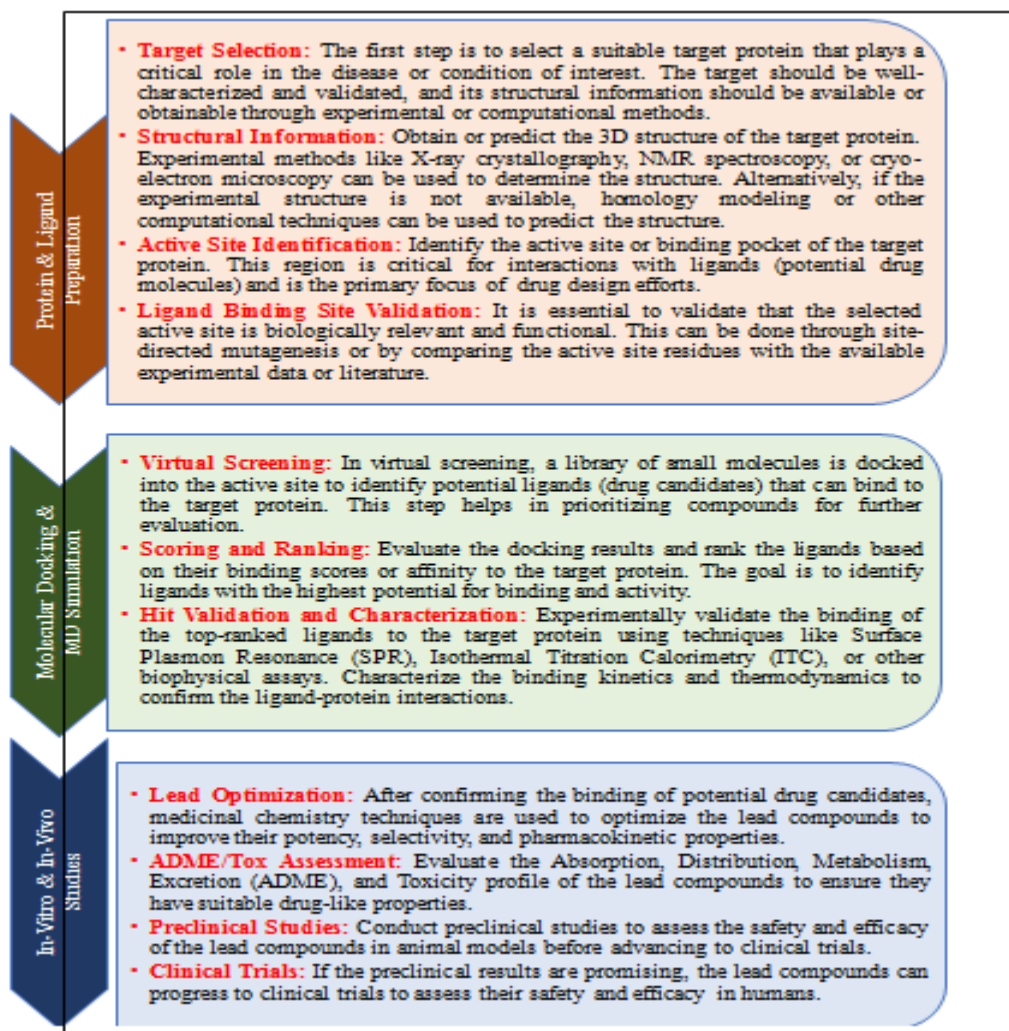 Protein & Ligand
Preparation
• Target Selection: The first step is to select a suitable target protein that plays a
critical role in the disease or condition of interest. The target should be well-
characterized and validated, and its structural information should be available or
obtainable through experimental or computational methods.
• Structural Information: Obtain or predict the 3D structure of the target protein.
Experimental methods like X-ray crystallography, NMR spectroscopy, or cryo-
electron microscopy can be used to determine the structure. Alternatively, if the
experimental structure is not available, homology modeling or other
computational techniques can be used to predict the structure.
• Active Site Identification: Identify the active site or binding pocket of the target
protein. This region is critical for interactions with ligands (potential drug
molecules) and is the primary focus of drug design efforts.
• Ligand Binding Site Validation: It is essential to validate that the selected
active site is biologically relevant and functional. This can be done through site-
directed mutagenesis or by comparing the active site residues with the available
experimental data or literature.
Molecular Docking &
MD Simulation
• Virtual Screening: In virtual screening, a library of small molecules is docked
into the active site to identify potential ligands (drug candidates) that can bind to
the target protein. This step helps in prioritizing compounds for further
evaluation.
• Scoring and Ranking: Evaluate the docking results and rank the ligands based
on their binding scores or affinity to the target protein. The goal is to identify
ligands with the highest potential for binding and activity.
• Hit Validation and Characterization: Experimentally validate the binding of
the top-ranked ligands to the target protein using techniques like Surface
Plasmon Resonance (SPR), Isothermal Titration Calorimetry (ITC), or other
biophysical assays. Characterize the binding kinetics and thermodynamics to
confirm the ligand-protein interactions.
In-Vitro & In-Vivo
Studies
• Lead Optimization: After confirming the binding of potential drug candidates,
medicinal chemistry techniques are used to optimize the lead compounds to
improve their potency, selectivity, and pharmacokinetic properties.
• ADME/Tox Assessment: Evaluate the Absorption, Distribution, Metabolism,
Excretion (ADME), and Toxicity profile of the lead compounds to ensure they
have suitable drug-like properties.
• Preclinical Studies: Conduct preclinical studies to assess the safety and efficacy
of the lead compounds in animal models before advancing to clinical trials.
• Clinical Trials: If the preclinical results are promising, the lead compounds can
progress to clinical trials to assess their safety and efficacy in humans.